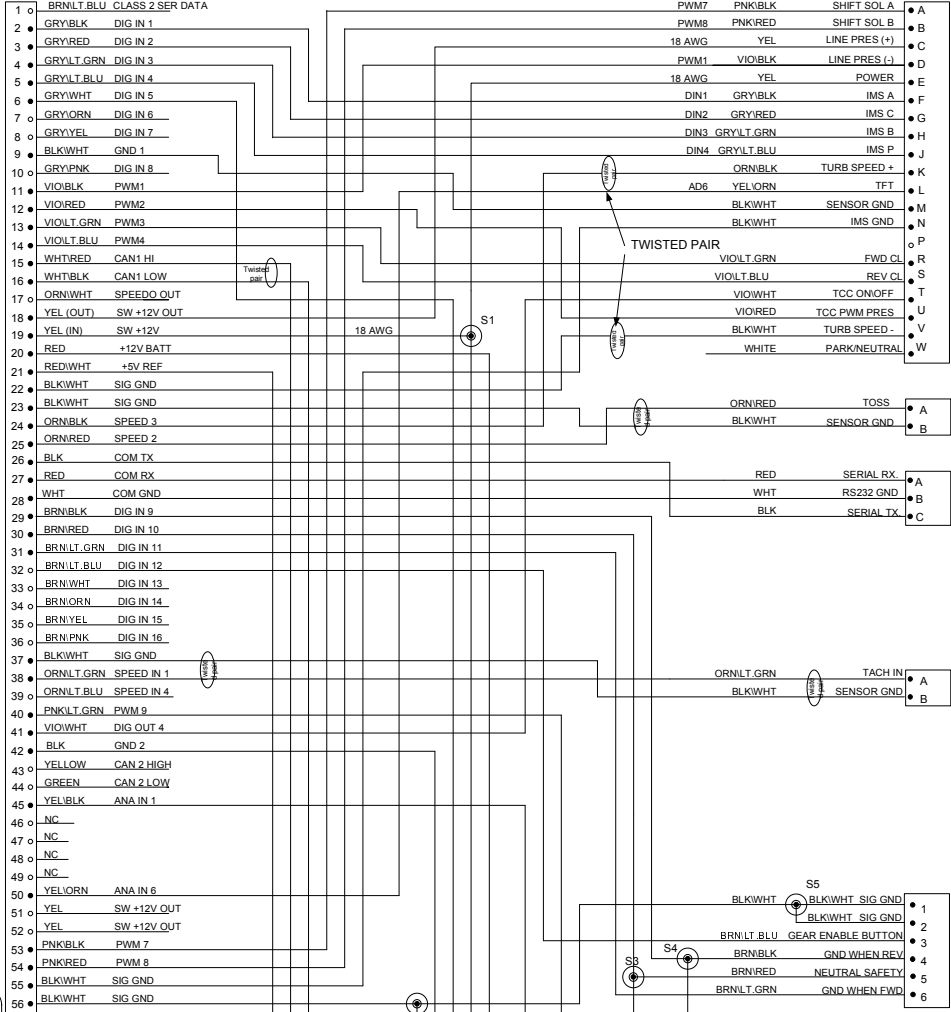 1 BRN\LT.BLU CLASS 2 SER DATA PWM7 PNK\BLK SHIFT SOL A A
2 GRY\BLK DIG IN 1 PWM8 PNK\RED SHIFT SOL B B
3 GRY\RED DIG IN 2 18 AWG YEL LINE PRES (+) C
4 GRY\LT.GRN DIG IN 3 PWM1 VIO\BLK LINE PRES (-) D
5 GRY\LT.BLU DIG IN 4 18 AWG YEL POWER E
6 GRY\WHT DIG IN 5 DIN1 GRY\BLK IMS A F
7 GRY\ORN DIG IN 6 DIN2 GRY\RED IMS C G
8 GRY\YEL DIG IN 7 DIN3 GRY\LT.GRN IMS B H
9 BLK\WHT GND 1 DIN4 GRY\LT.BLU IMS P J
10 GRY\PNK DIG IN 8 Twisted pair ORN\BLK TURB SPEED + K
11 VIO\BLK PWM1 AD6 YEL\ORN TFT L
12 VIO\RED PWM2 BLK\WHT SENSOR GND M
13 VIO\LT.GRN PWM3 BLK\WHT IMS GND N
14 VIO\LT.BLU PWM4 TWISTED PAIR P
15 WHT\RED CAN1 HI Twisted pair VIO\LT.GRN FWD CL R
16 WHT\BLK CAN1 LOW VIO\LT.BLU REV CL S
17 ORN\WHT SPEEDO OUT VIO\WHT TCC ON\OFF T
18 YEL (OUT) SW +12V OUT VIO\RED TCC PWM PRES U
19 YEL (IN) SW +12V 18 AWG S1 Twisted pair BLK\WHT TURB SPEED - V
20 RED +12V BATT WHITE PARK/NEUTRAL W
21 RED\WHT +5V REF
22 BLK\WHT SIG GND
23 BLK\WHT SIG GND Twisted pair ORN\RED TOSS A
24 ORN\BLK SPEED 3 BLK\WHT SENSOR GND B
25 ORN\RED SPEED 2
26 BLK COM TX
27 RED COM RX RED SERIAL RX. A
28 WHT COM GND WHT RS232 GND B
29 BRN\BLK DIG IN 9 BLK SERIAL TX. C
30 BRN\RED DIG IN 10
31 BRN\LT.GRN DIG IN 11
32 BRN\LT.BLU DIG IN 12
33 BRN\WHT DIG IN 13
34 BRN\ORN DIG IN 14
35 BRN\YEL DIG IN 15
36 BRN\PNK DIG IN 16
37 BLK\WHT SIG GND Twisted pair
38 ORN\LT.GRN SPEED IN 1 ORN\LT.GRN Twisted pair TACH IN A
39 ORN\LT.BLU SPEED IN 4 BLK\WHT SENSOR GND B
40 PNK\LT.GRN PWM 9
41 VIO\WHT DIG OUT 4
42 BLK GND 2
43 YELLOW CAN 2 HIGH
44 GREEN CAN 2 LOW
45 YEL\BLK ANA IN 1
46 NC
47 NC
48 NC
49 NC
50 YEL\ORN ANA IN 6 S5
51 YEL SW +12V OUT BLK\WHT BLK\WHT SIG GND 1
52 YEL SW +12V OUT BLK\WHT SIG GND 2
53 PNK\BLK PWM 7 BRN\LT.BLU GEAR ENABLE BUTTON 3
54 PNK\RED PWM 8 S3 S4 BRN\BLK GND WHEN REV 4
55 BLK\WHT SIG GND BRN\RED NEUTRAL SAFETY 5
56 BLK\WHT SIG GND BRN\LT.GRN GND WHEN FWD 6